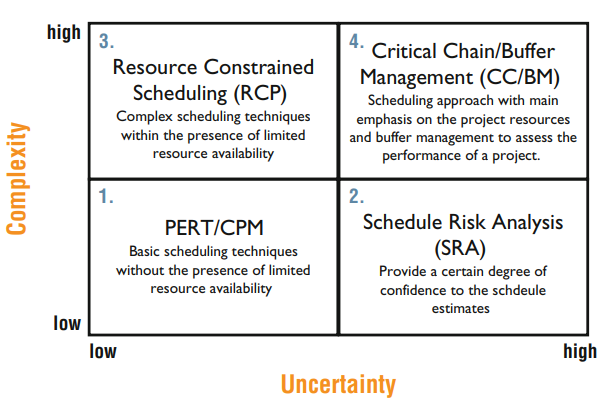 high
3.
Resource Constrained
Scheduling (RCP)
Complex scheduling techniques
within the presence of limited
resource availability
4.
Critical Chain/Buffer
Management (CC/BM)
Scheduling approach with main
emphasis on the project resources
and buffer management to assess the
performance of a project.
Complexity
1.
PERT/CPM
Basic scheduling techniques
without the presence of limited
resource availability
2.
Schedule Risk Analysis
(SRA)
Provide a certain degree of
confidence to the schdeule
estimates
low
low
high
Uncertainty